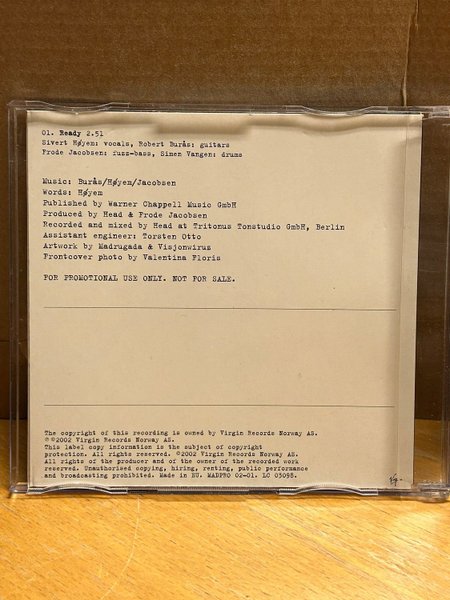 01. Ready 2.51
Sivert Høyem: vocals, Robert Burås: guitars
Frode Jacobsen: fuzz-bass, Simen Vangen: drums
Music: Burås/Høyem/Jacobsen
Words: Høyem
Published by Warner Chappell Music GmbH
Produced by Head & Frode Jacobsen
Recorded and mixed by Head at Tritonus Tonstudio GmbH, Berlin
Assistant engineer: Torsten Otto
Artwork by Madrugada & Visjonwiruz
Frontcover photo by Valentina Floris
FOR PROMOTIONAL USE ONLY. NOT FOR SALE.
The copyright of this recording is owned by Virgin Records Norway AS.
℗©2002 Virgin Records Norway AS.
This label copy information is the subject of copyright
protection. All rights reserved. ©2002 Virgin Records Norway AS.
All rights of the producer and of the owner of the recorded work
reserved. Unauthorised copying, hiring, renting, public performance
and broadcasting prohibited. Made in EU. MADPRO 02-01. LC 03098.